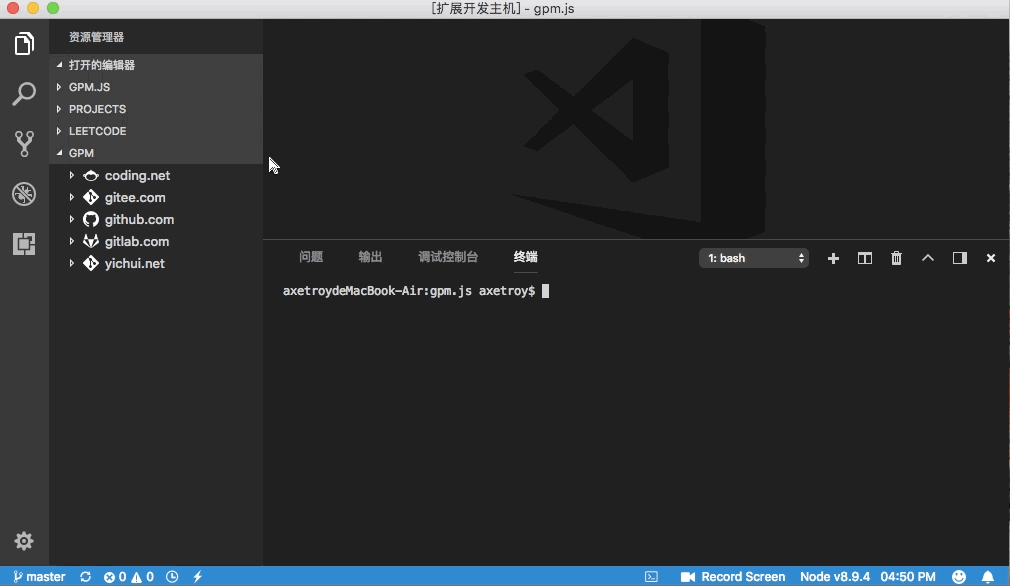 [扩展开发主机] - gpm.js
资源管理器
打开的编辑器
GPM.JS
PROJECTS
LEETCODE
GPM
coding.net
gitee.com
github.com
gitlab.com
yichui.net
问题 输出 调试控制台 终端 1: bash
axetroydeMacBook-Air:gpm.js axetroy$
master 0 0 Record Screen Node v8.9.4 04:50 PM